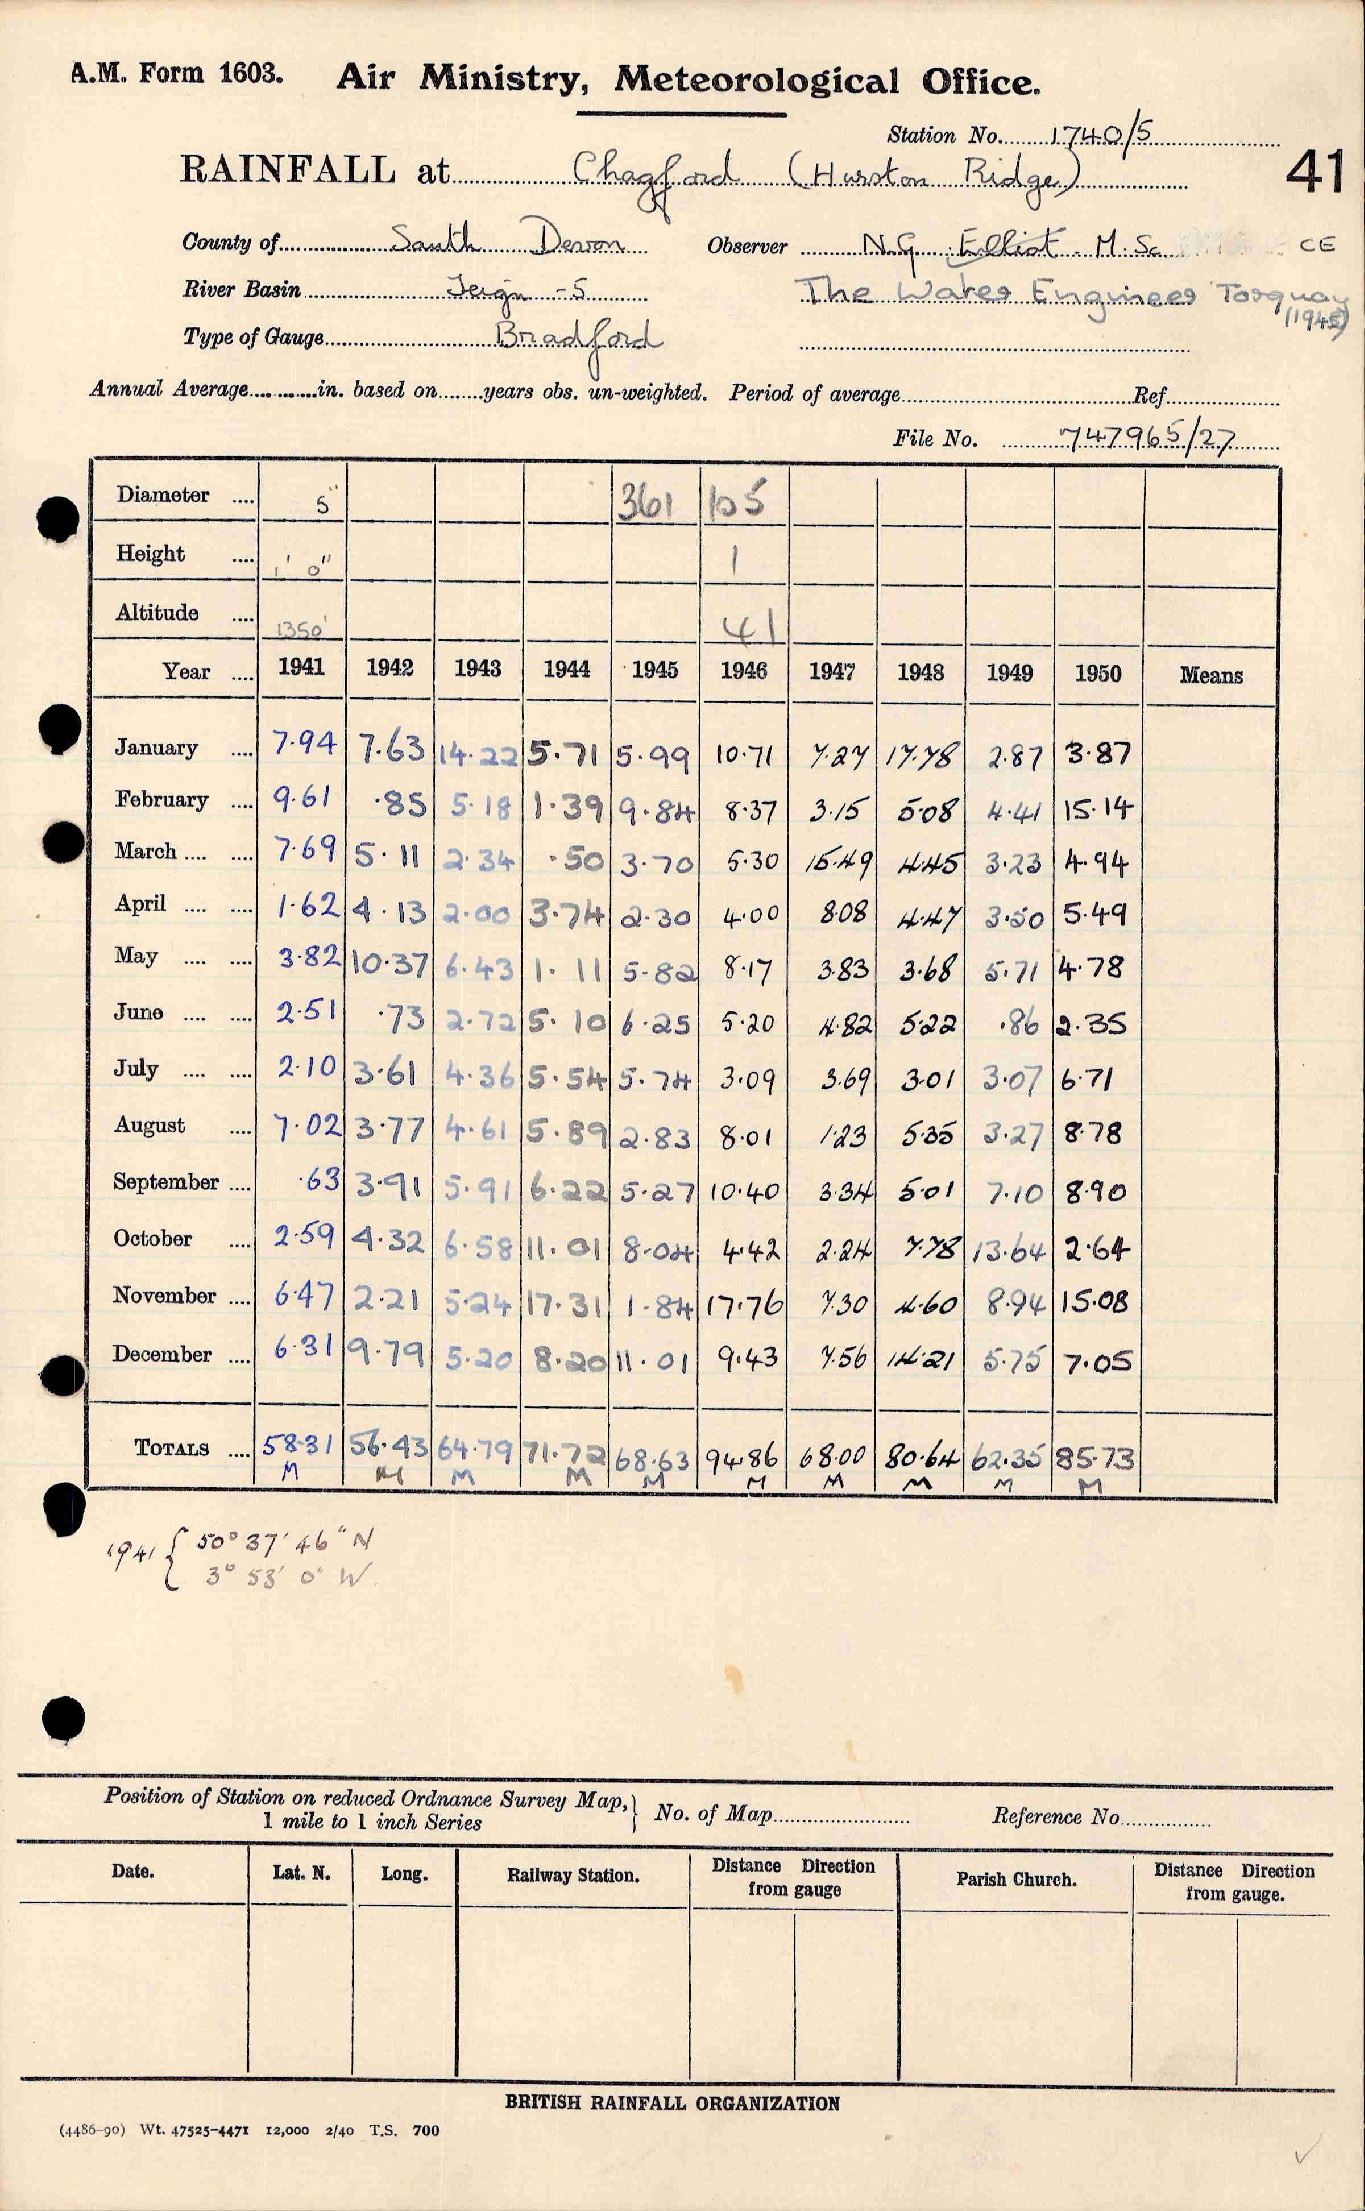 A.M. Form 1603. Air Ministry, Meteorological Office.
Station No. 1740/5
RAINFALL at Chagford (Hurston Ridge) 41
County of South Devon Observer N.G. Elliot. M.Sc CE
River Basin Teign -5 The Water Engineer Torquay
(1945)
Type of Gauge Bradford
Annual Average in. based on years obs. un-weighted. Period of average Ref
File No. 747965/27
Diameter .... 5" 361 105
Height .... 1' 0" 1
Altitude .... 1350' 41
Year .... 1941 1942 1943 1944 1945 1946 1947 1948 1949 1950 Means
January .... 7.94 7.63 14.22 5.71 5.99 10.71 7.27 17.78 2.87 3.87
February .... 9.61 .85 5.18 1.39 9.84 8.37 3.15 5.08 4.41 15.14
March .... .... 7.69 5.11 2.34 .50 3.70 5.30 15.49 4.45 3.23 4.94
April .... .... 1.62 4.13 2.00 3.74 2.30 4.00 8.08 4.47 3.50 5.49
May .... .... 3.82 10.37 6.43 1.11 5.82 8.17 3.83 3.68 5.71 4.78
June .... .... 2.51 .73 2.72 5.10 6.25 5.20 4.82 5.22 .86 2.35
July .... .... 2.10 3.61 4.36 5.54 5.74 3.09 3.69 3.01 3.07 6.71
August .... 7.02 3.77 4.61 5.89 2.83 8.01 1.23 5.35 3.27 8.78
September .... .63 3.91 5.91 6.22 5.27 10.40 3.34 5.01 7.10 8.90
October .... 2.59 4.32 6.58 11.01 8.04 4.42 2.24 7.78 13.64 2.64
November .... 6.47 2.21 5.24 17.31 1.84 17.76 7.30 4.60 8.94 15.08
December .... 6.31 9.79 5.20 8.20 11.01 9.43 7.56 14.21 5.75 7.05
TOTALS .... 58.31 56.43 64.79 71.72 68.63 94.86 68.00 80.64 62.35 85.73
M M M M M M M M M M
1941 { 50° 37' 46" N
3° 53' 0" W.
Position of Station on reduced Ordnance Survey Map, } No. of Map Reference No
1 mile to 1 inch Series
Date. Lat. N. Long. Railway Station. Distance Direction from gauge Parish Church. Distance Direction from gauge.
BRITISH RAINFALL ORGANIZATION
(4486-90) Wt. 47525-4471 12,000 2/40 T.S. 700